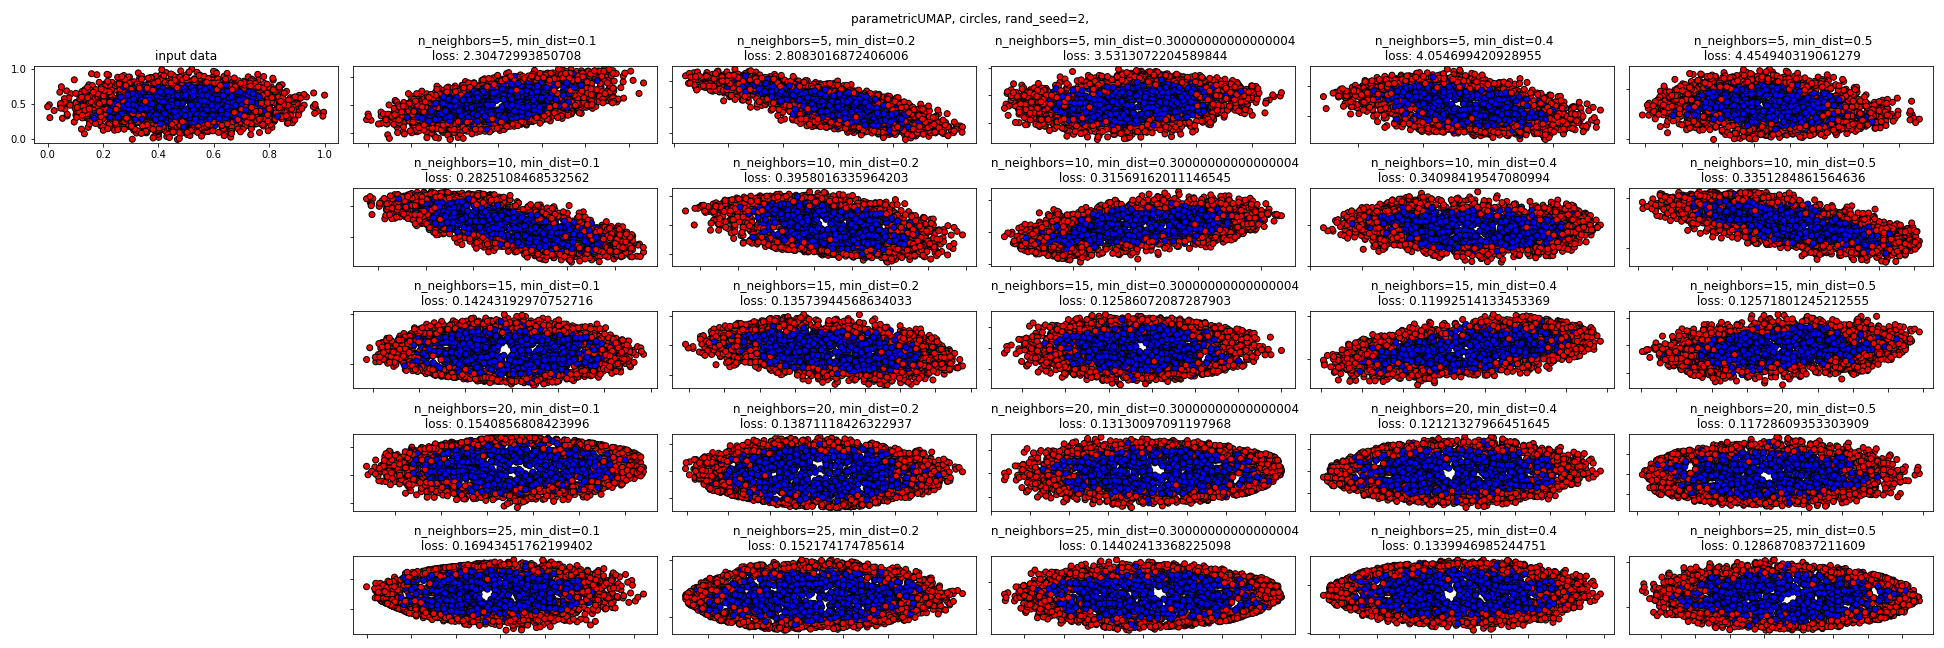 parametricUMAP, circles, rand_seed=2,
input data
1.0
0.5
0.0
0.0 0.2 0.4 0.6 0.8 1.0
n_neighbors=5, min_dist=0.1
loss: 2.304729938507080
n_neighbors=5, min_dist=0.2
loss: 2.8083016872406006
n_neighbors=5, min_dist=0.30000000000000004
loss: 3.5313072204589844
n_neighbors=5, min_dist=0.4
loss: 4.054699420928955
n_neighbors=5, min_dist=0.5
loss: 4.454940319061279
n_neighbors=10, min_dist=0.1
loss: 0.2825108468532562
n_neighbors=10, min_dist=0.2
loss: 0.3958016335964203
n_neighbors=10, min_dist=0.30000000000000004
loss: 0.31569162011146545
n_neighbors=10, min_dist=0.4
loss: 0.34098419547080994
n_neighbors=10, min_dist=0.5
loss: 0.3351284861564636
n_neighbors=15, min_dist=0.1
loss: 0.14243192970752716
n_neighbors=15, min_dist=0.2
loss: 0.13573944568634033
n_neighbors=15, min_dist=0.30000000000000004
loss: 0.12586072087287903
n_neighbors=15, min_dist=0.4
loss: 0.11992514133453369
n_neighbors=15, min_dist=0.5
loss: 0.12571801245212555
n_neighbors=20, min_dist=0.1
loss: 0.1540856808423996
n_neighbors=20, min_dist=0.2
loss: 0.13871118426322937
n_neighbors=20, min_dist=0.30000000000000004
loss: 0.13130097091197968
n_neighbors=20, min_dist=0.4
loss: 0.12121327966451645
n_neighbors=20, min_dist=0.5
loss: 0.11728609353303909
n_neighbors=25, min_dist=0.1
loss: 0.16943451762199402
n_neighbors=25, min_dist=0.2
loss: 0.152174174785614
n_neighbors=25, min_dist=0.30000000000000004
loss: 0.14402413368225098
n_neighbors=25, min_dist=0.4
loss: 0.1339946985244751
n_neighbors=25, min_dist=0.5
loss: 0.1286870837211609